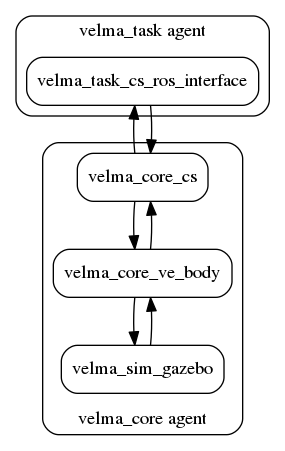 velma_task agent
velma_task_cs_ros_interface
velma_core_cs
velma_core_ve_body
velma_sim_gazebo
velma_core agent